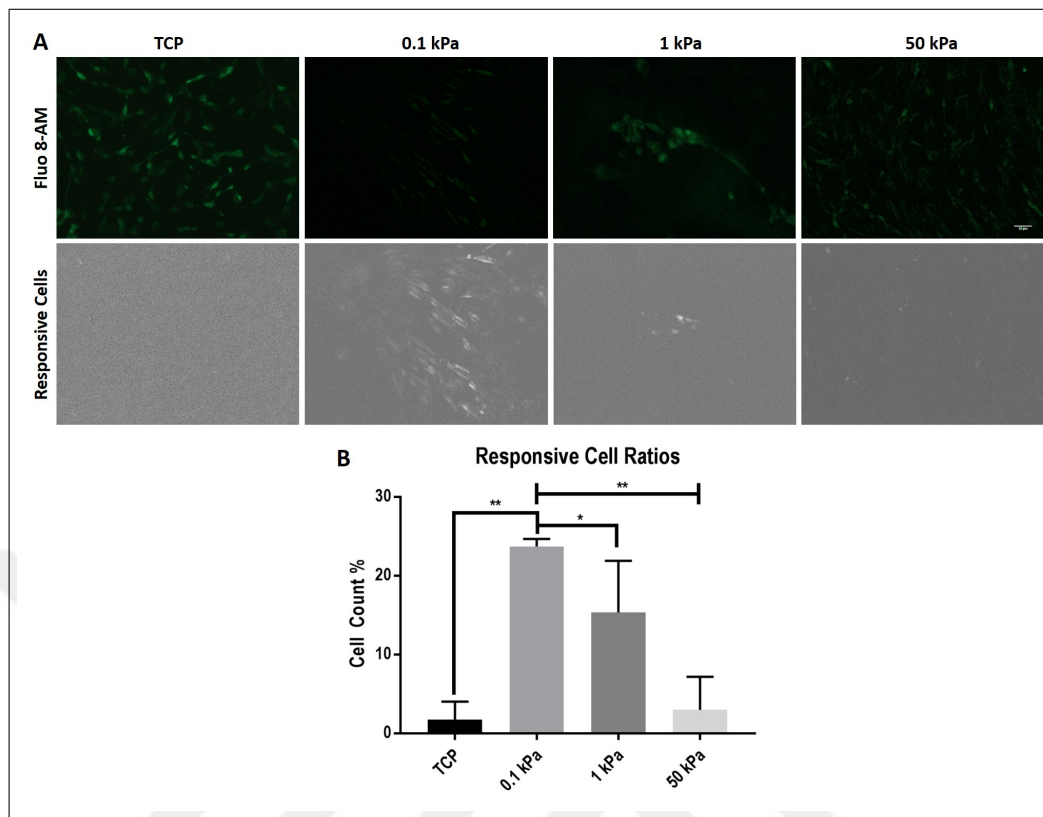 A
TCP 0.1 kPa 1 kPa 50 kPa
Fluo 8-AM
Responsive Cells
B
Responsive Cell Ratios
** ** *
Cell Count %
30
20
10
0
TCP 0.1 kPa 1 kPa 50 kPa